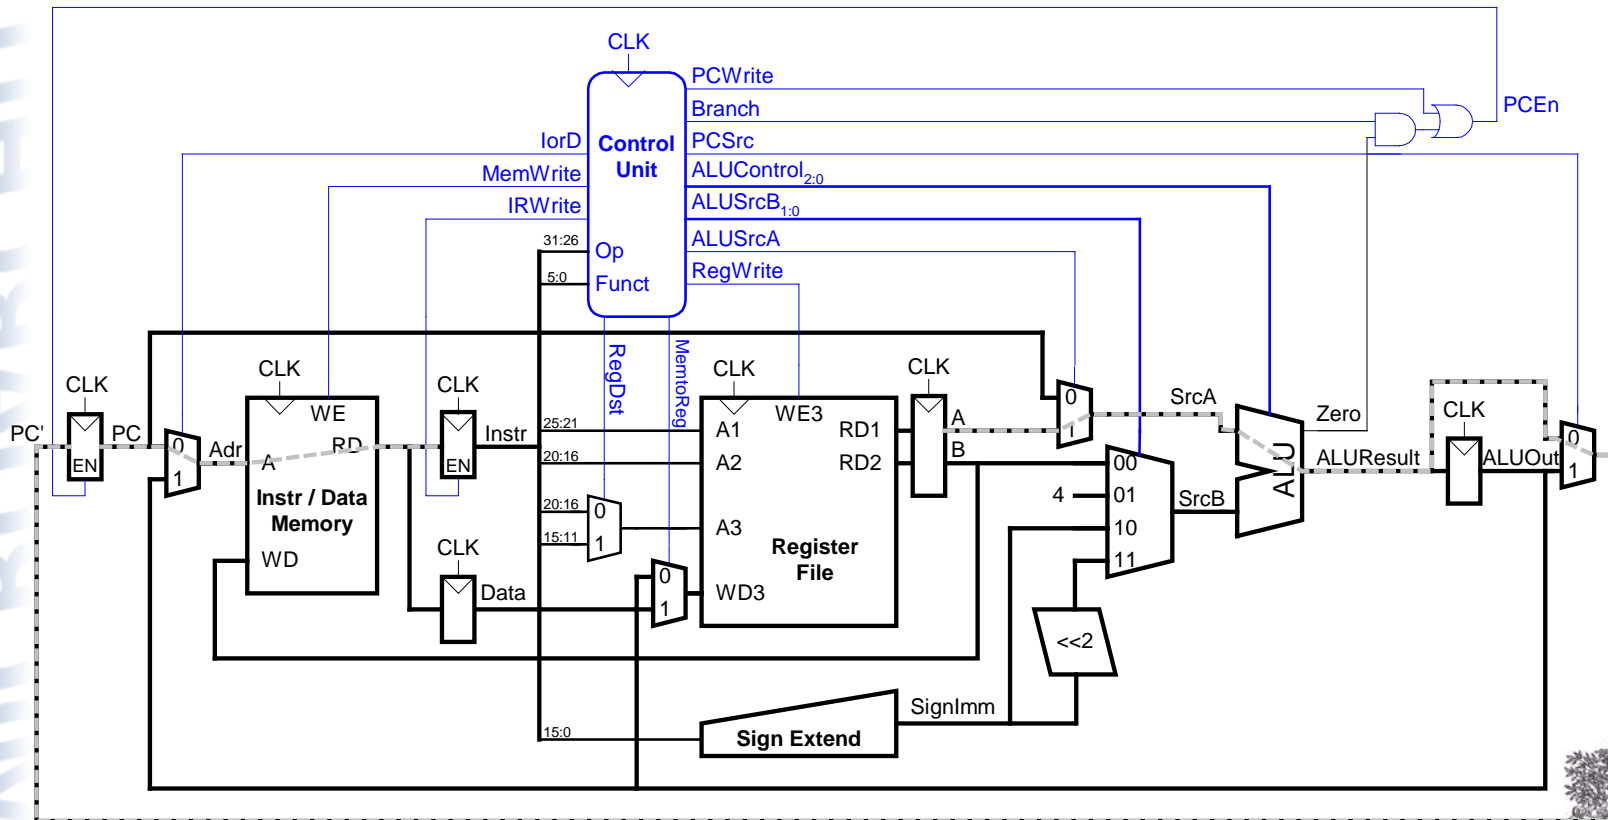 CLK
PCWrite
Branch
PCEn
IorD
Control
Unit
PCSrc
MemWrite
ALUControl2:0
IRWrite
ALUSrcB1:0
31:26
Op
ALUSrcA
5:0
Funct
RegWrite
RegDst
MemtoReg
CLK
CLK
CLK
CLK
CLK
PC'
PC
EN
0
1
Adr
WE
A
RD
Instr / Data
Memory
WD
EN
Instr
25:21
20:16
20:16
15:11
0
1
CLK
Data
0
1
WE3
A1
RD1
A2
RD2
A3
Register
File
WD3
A
B
0
1
SrcA
00
4
01
10
11
SrcB
<<2
ALU
Zero
ALUResult
CLK
ALUOut
0
1
SignImm
15:0
Sign Extend